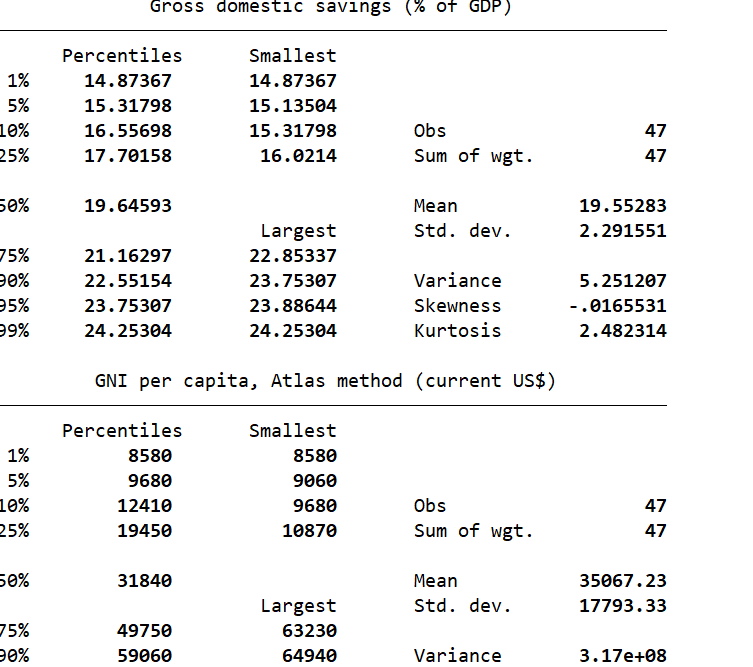 Gross domestic savings (% of GDP)
Percentiles Smallest
1% 14.87367 14.87367
5% 15.31798 15.13504
10% 16.55698 15.31798 Obs 47
25% 17.70158 16.0214 Sum of wgt. 47
50% 19.64593 Mean 19.55283
Largest Std. dev. 2.291551
75% 21.16297 22.85337
90% 22.55154 23.75307 Variance 5.251207
95% 23.75307 23.88644 Skewness -.0165531
99% 24.25304 24.25304 Kurtosis 2.482314
GNI per capita, Atlas method (current US$)
Percentiles Smallest
1% 8580 8580
5% 9680 9060
10% 12410 9680 Obs 47
25% 19450 10870 Sum of wgt. 47
50% 31840 Mean 35067.23
Largest Std. dev. 17793.33
75% 49750 63230
90% 59060 64940 Variance 3.17e+08